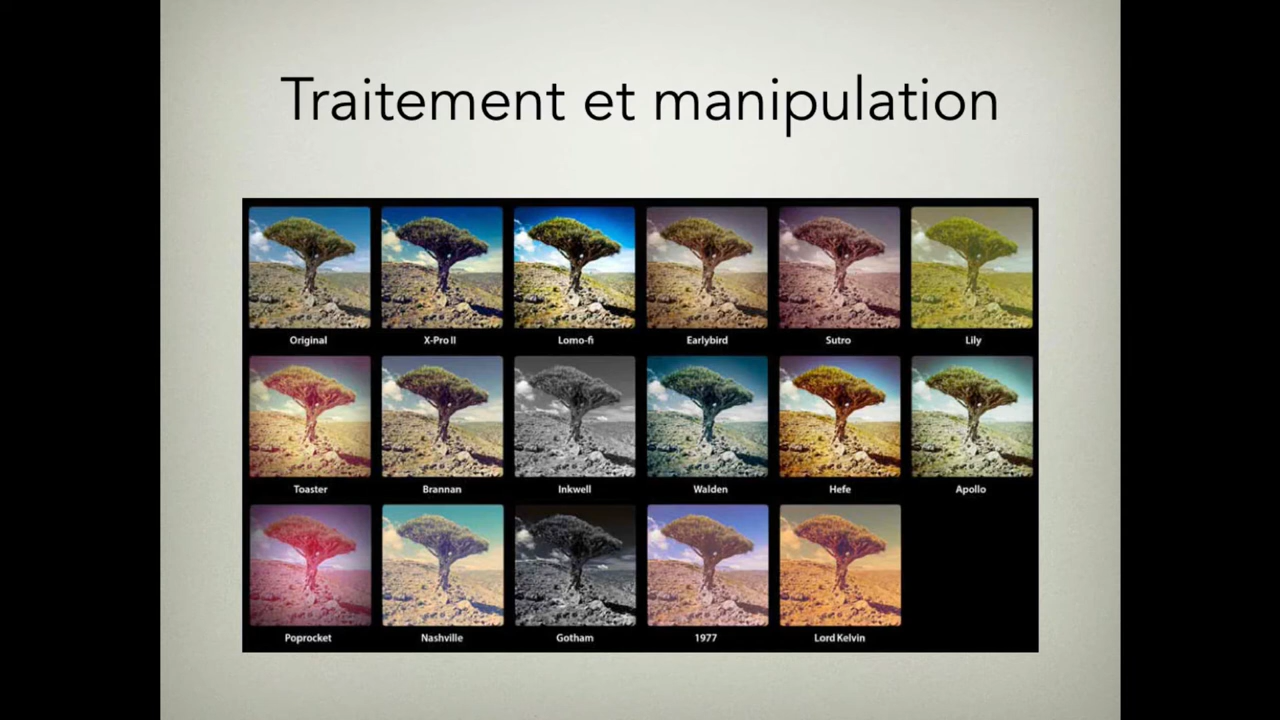 Traitement et manipulation
Original X-Pro II Lomo-fi Earlybird Sutro Lily
Toaster Brannan Inkwell Walden Hefe Apollo
Poprocket Nashville Gotham 1977 Lord Kelvin